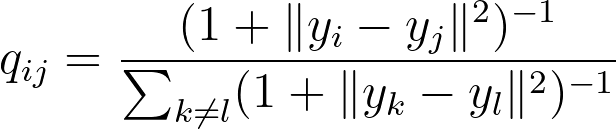 q_{ij} = \frac{(1 + \|y_i - y_j\|^2)^{-1}}{\sum_{k \neq l}(1 + \|y_k - y_l\|^2)^{-1}}